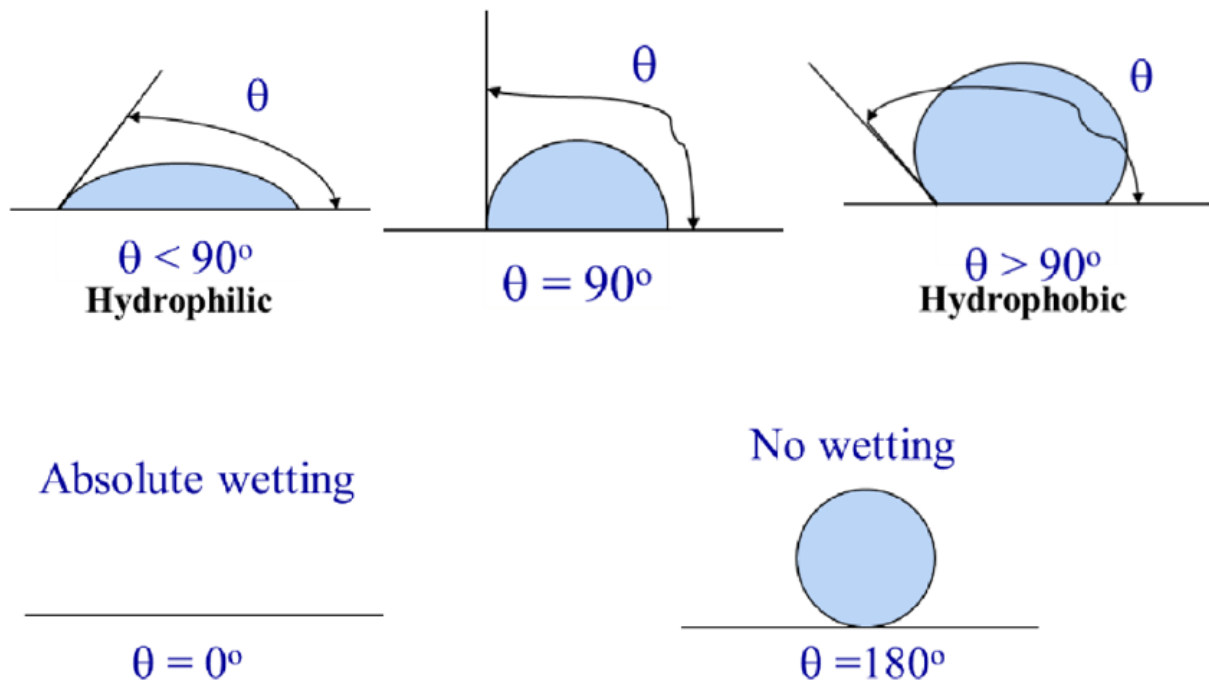 θ
θ
θ
θ < 90º
Hydrophilic
θ = 90º
θ > 90º
Hydrophobic
Absolute wetting
No wetting
θ = 0º
θ =180º